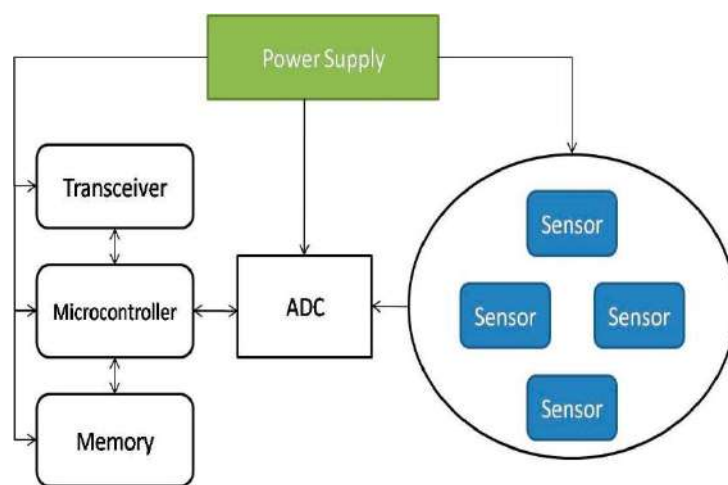 Power Supply
Transceiver
Microcontroller
Memory
ADC
Sensor
Sensor
Sensor
Sensor